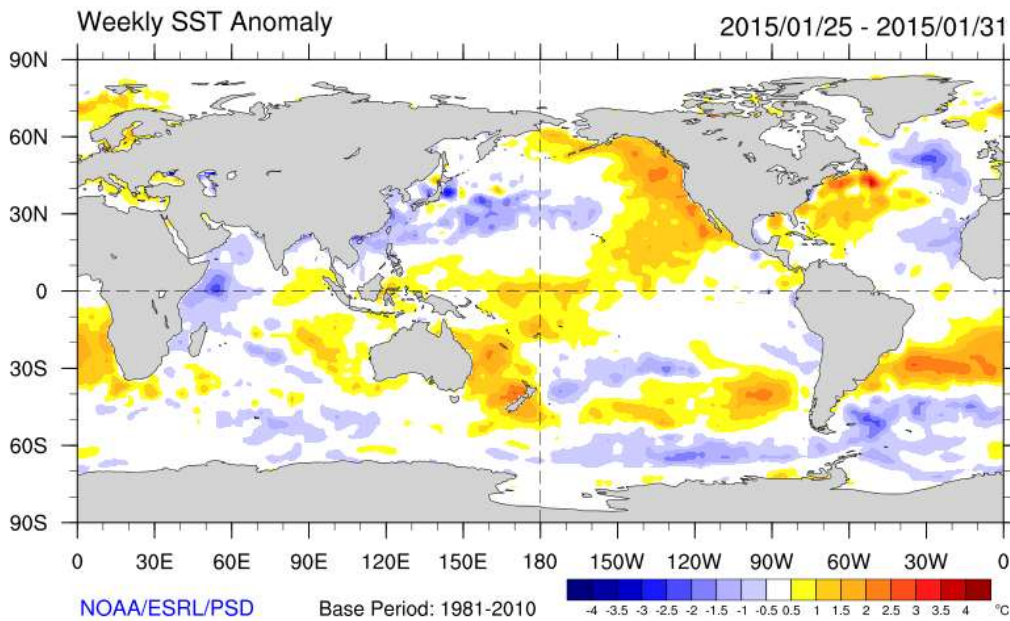 Weekly SST Anomaly 2015/01/25 - 2015/01/31
90N
60N
30N
0
30S
60S
90S
0 30E 60E 90E 120E 150E 180 150W 120W 90W 60W 30W 0
NOAA/ESRL/PSD Base Period: 1981-2010
-4 -3.5 -3 -2.5 -2 -1.5 -1 -0.5 0.5 1 1.5 2 2.5 3 3.5 4 °C